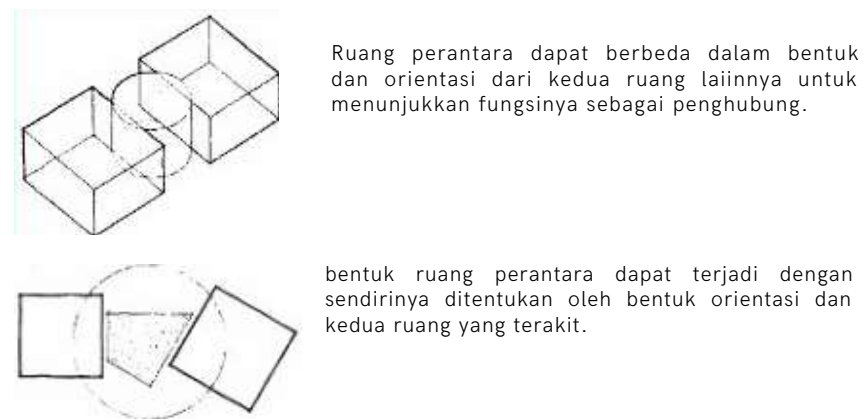 Ruang perantara dapat berbeda dalam bentuk
dan orientasi dari kedua ruang laiinnya untuk
menunjukkan fungsinya sebagai penghubung.
bentuk ruang perantara dapat terjadi dengan
sendirinya ditentukan oleh bentuk orientasi dan
kedua ruang yang terakit.